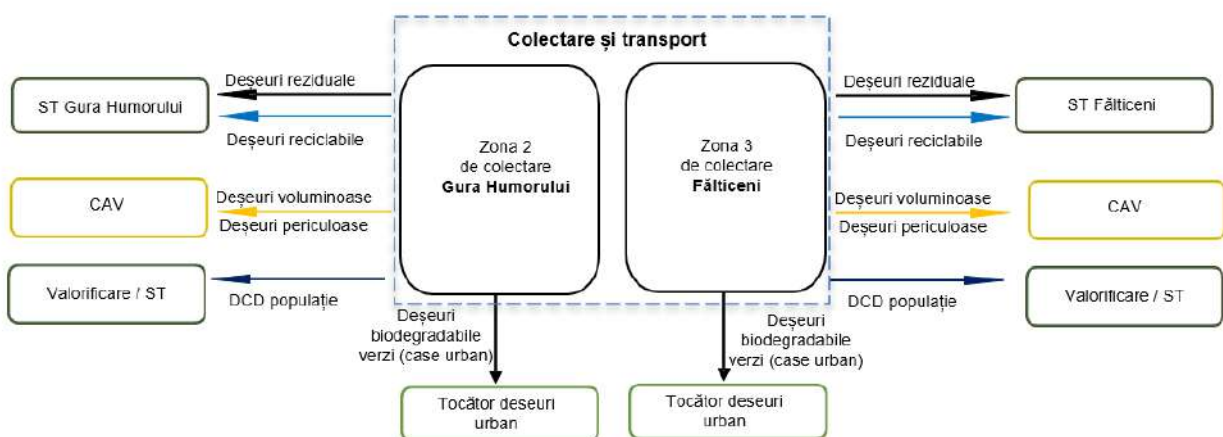 Colectare și transport
Deșeuri reziduale
ST Gura Humorului
Deșeuri reciclabile
Zona 2
de colectare
Gura Humorului
Zona 3
de colectare
Fălticeni
Deșeuri reziduale
ST Fălticeni
Deșeuri reciclabile
CAV
Deșeuri voluminoase
Deșeuri periculoase
Deșeuri voluminoase
CAV
Deșeuri periculoase
Valorificare / ST
DCD populație
DCD populație
Valorificare / ST
Deșeuri
biodegradabile
verzi (case urban)
Deșeuri
biodegradabile
verzi (case urban)
Tocător deseuri
urban
Tocător deseuri
urban